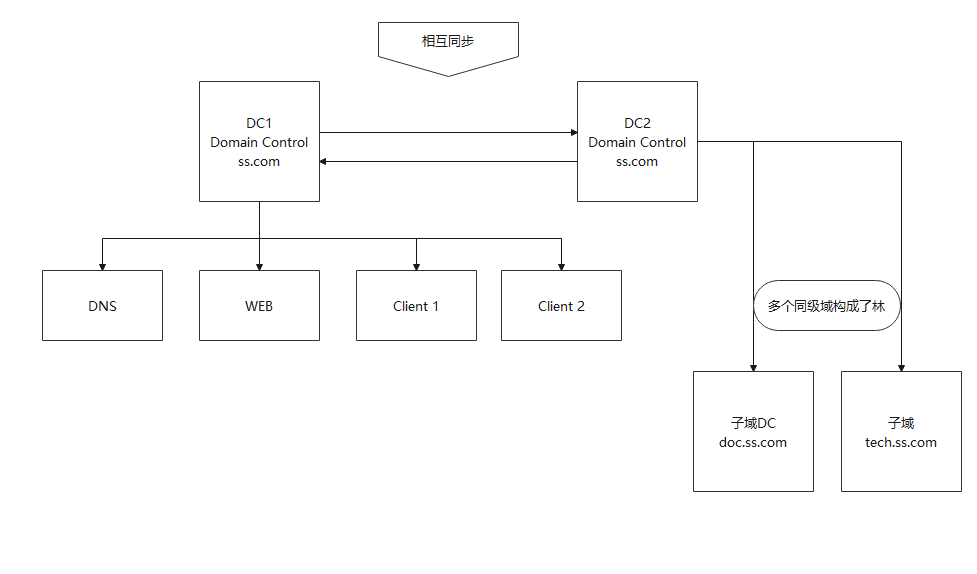 相互同步
DC1
Domain Control
ss.com
DC2
Domain Control
ss.com
DNS
WEB
Client 1
Client 2
多个同级域构成了林
子域DC
doc.ss.com
子域
tech.ss.com